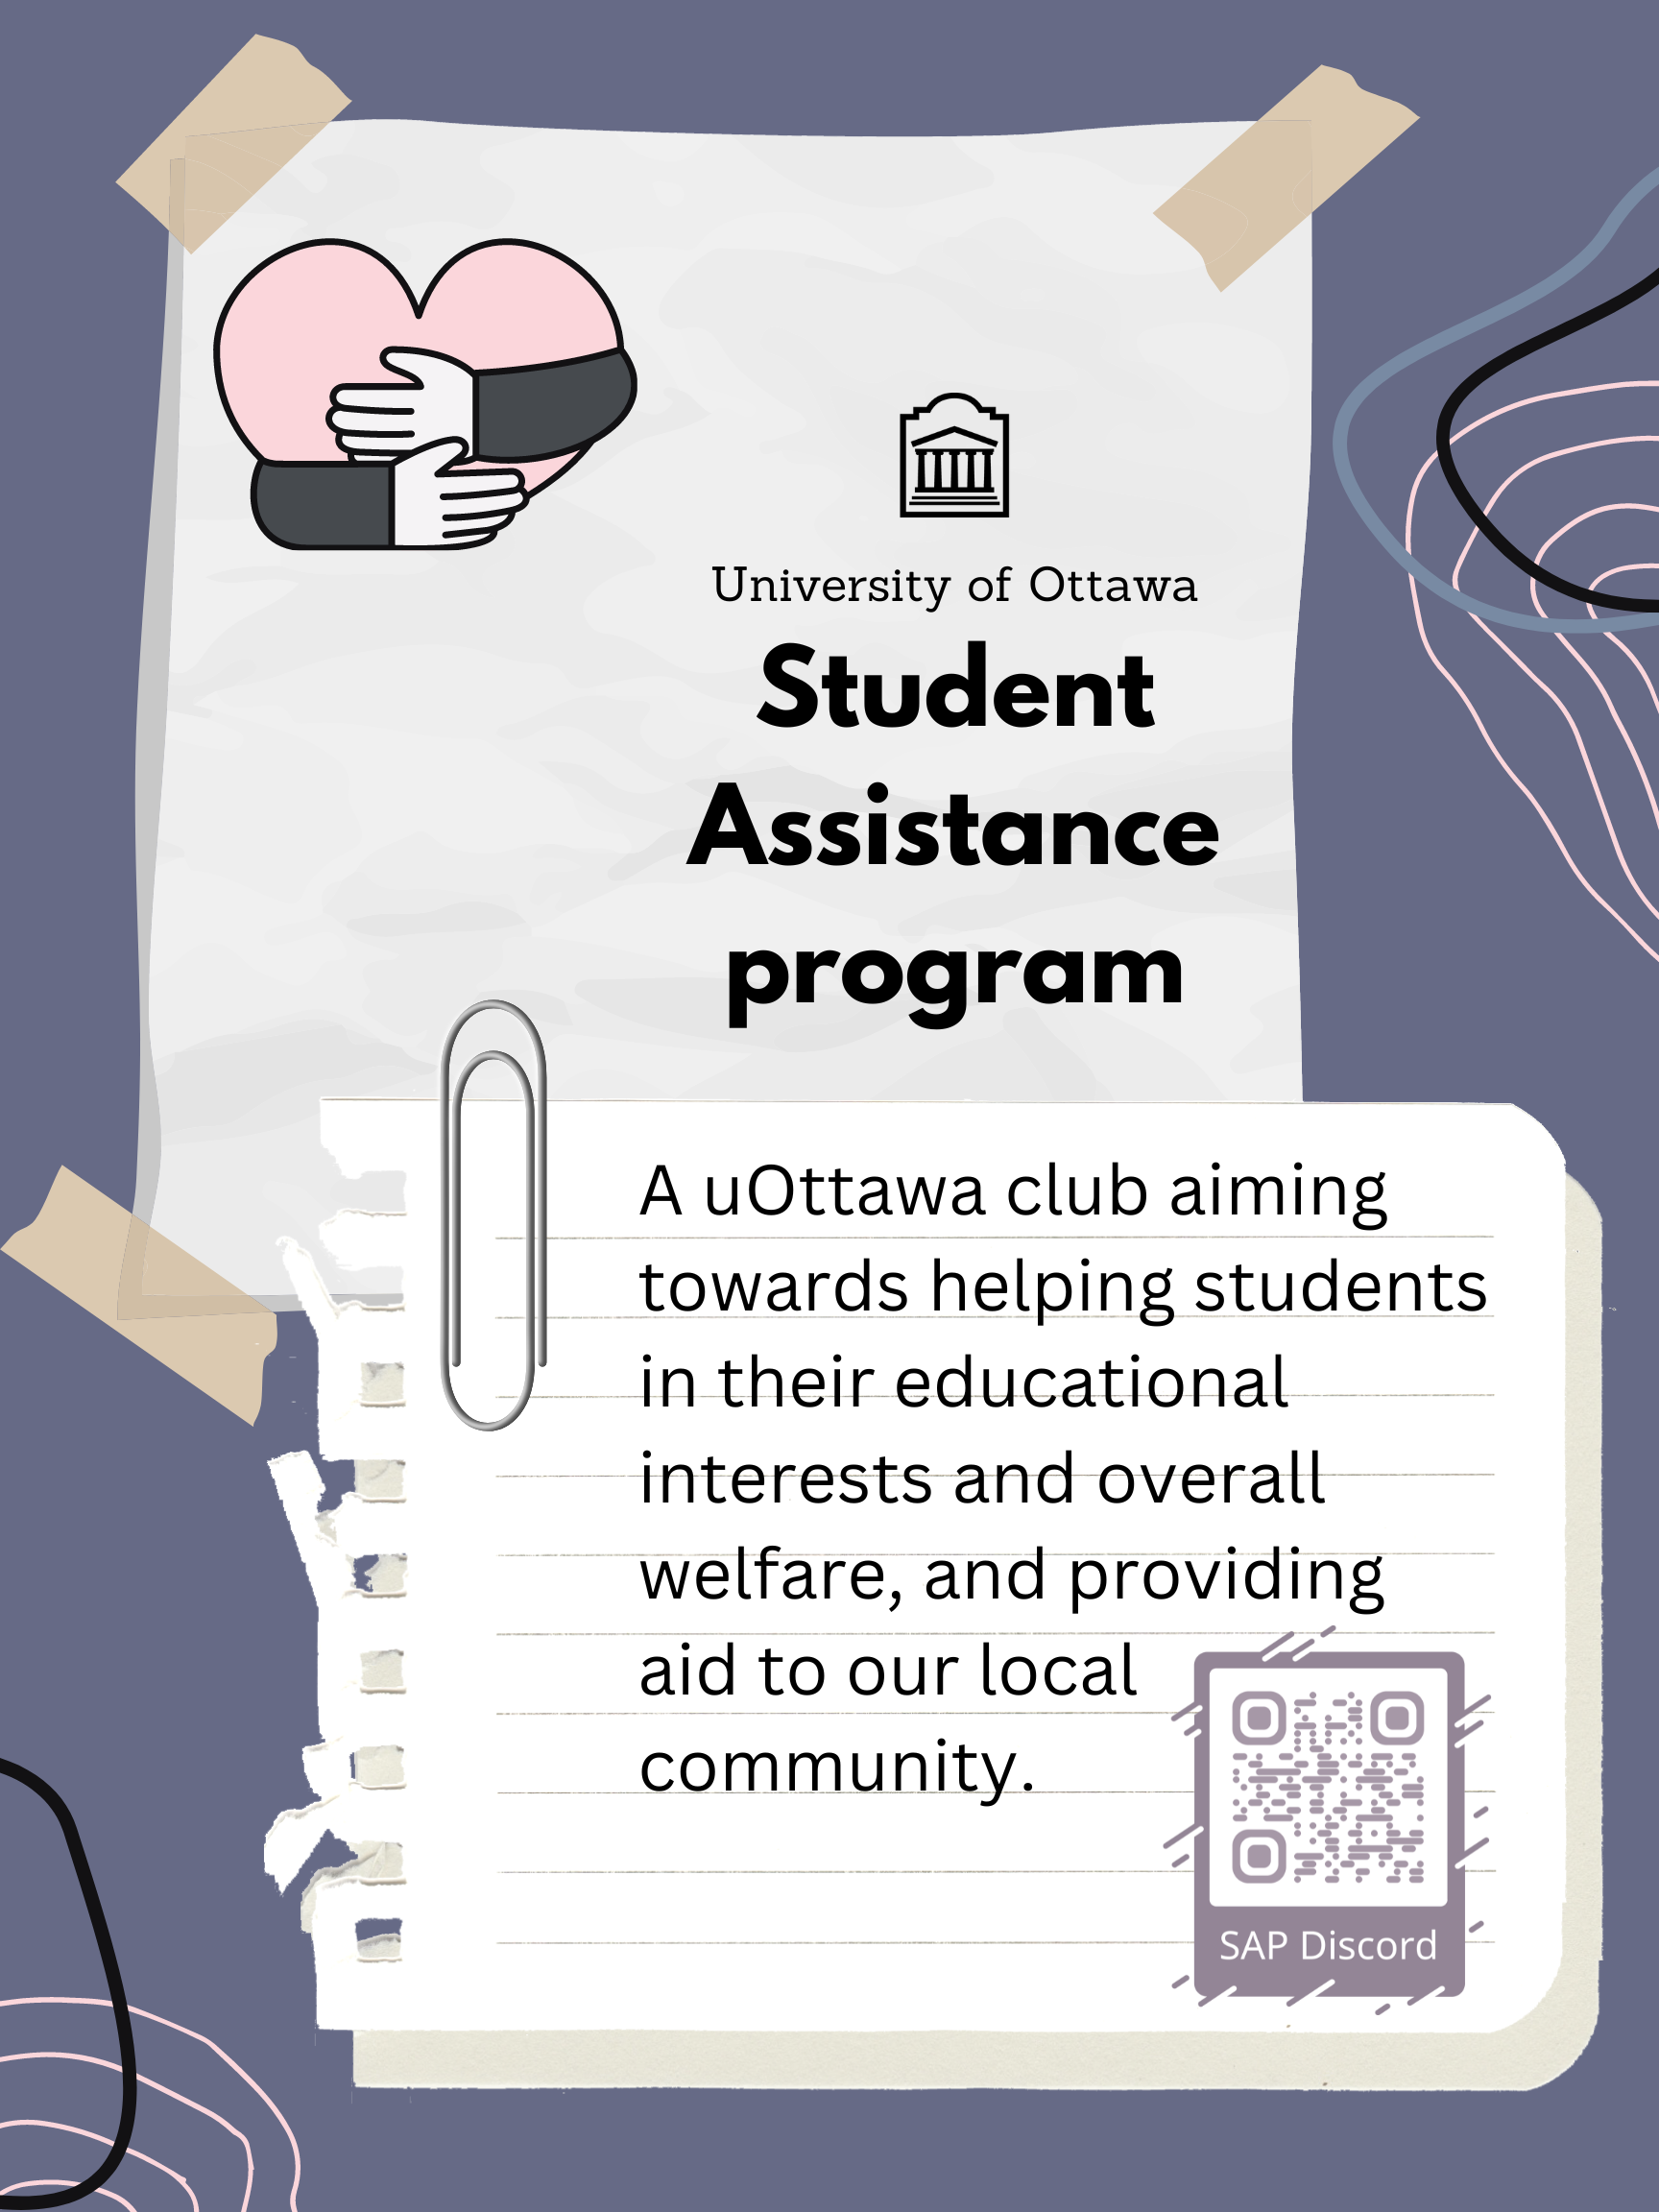 University of Ottawa
Student
Assistance
program
A uOttawa club aiming
towards helping students
in their educational
interests and overall
welfare, and providing
aid to our local
community.
SAP Discord